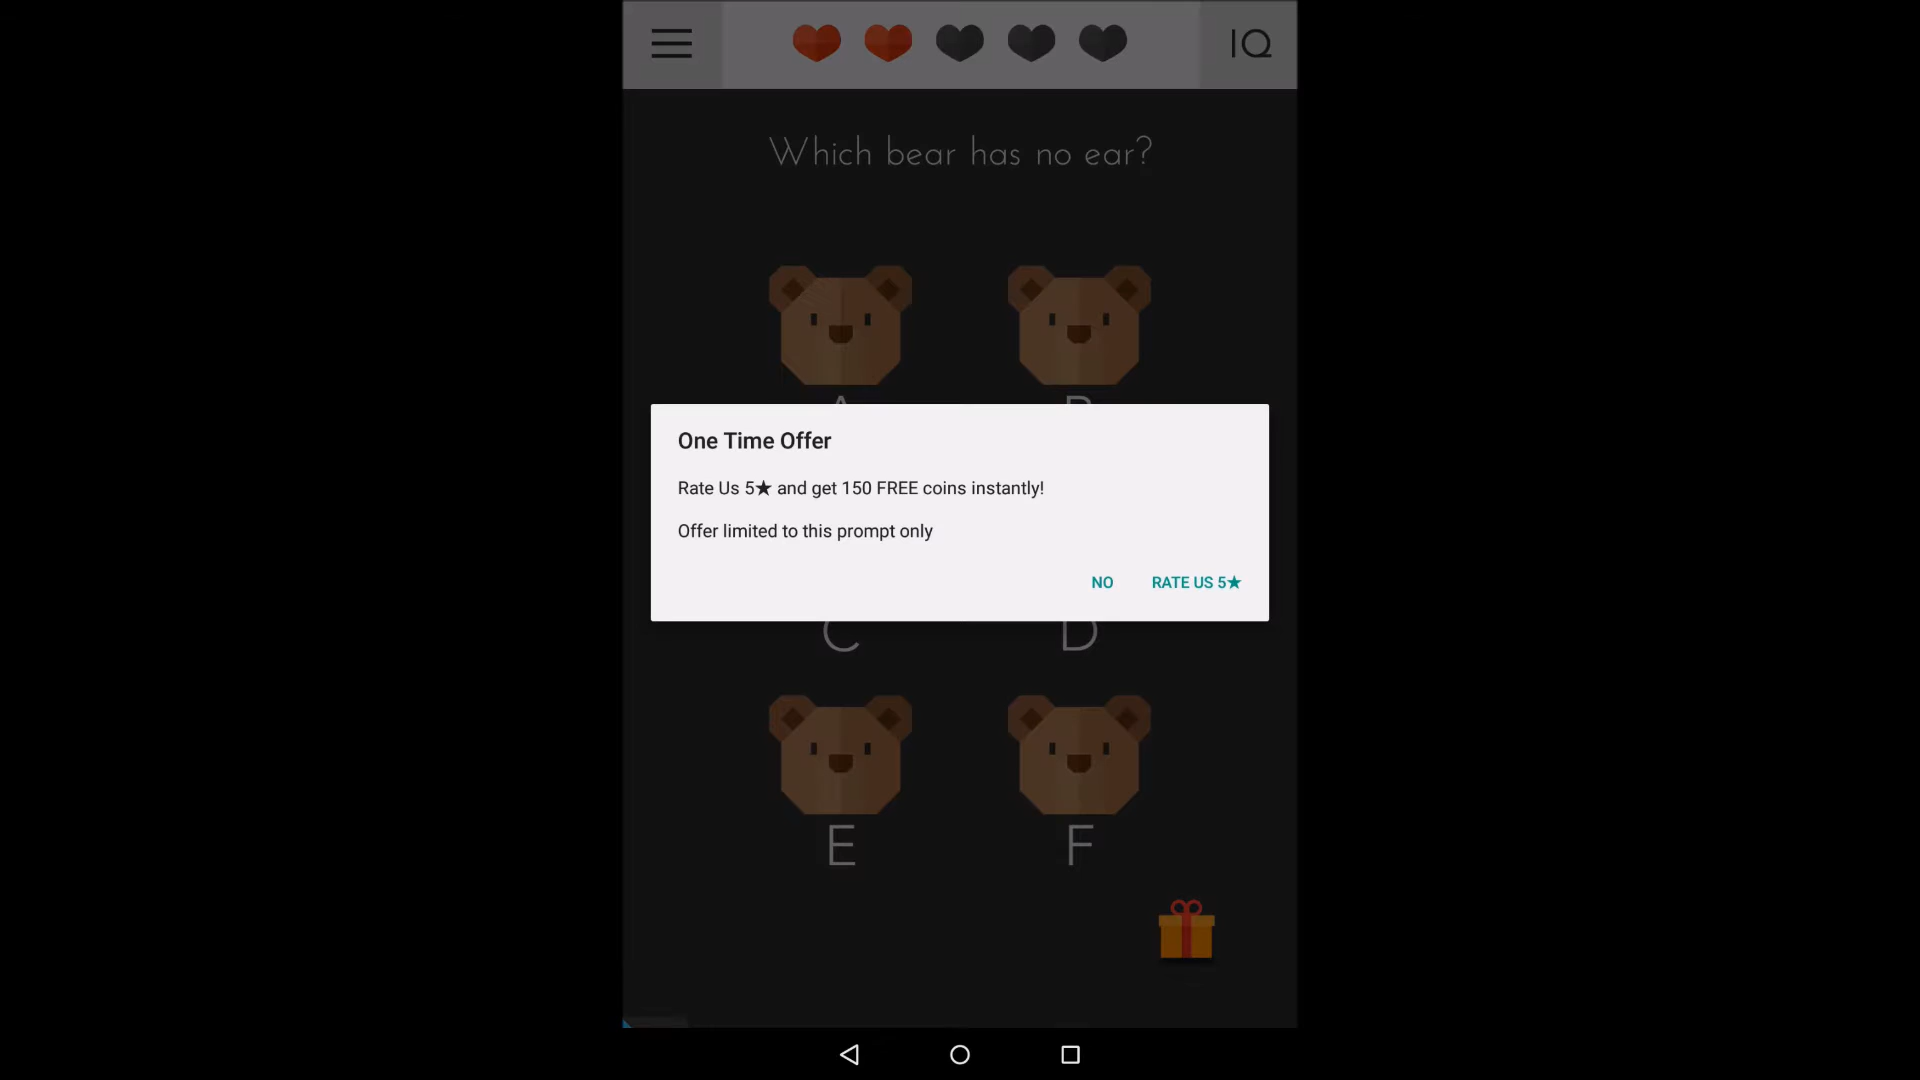 IQ
Which bear has no ear?
One Time Offer
Rate Us 5★ and get 150 FREE coins instantly!
Offer limited to this prompt only
NO RATE US 5★
C D
E F